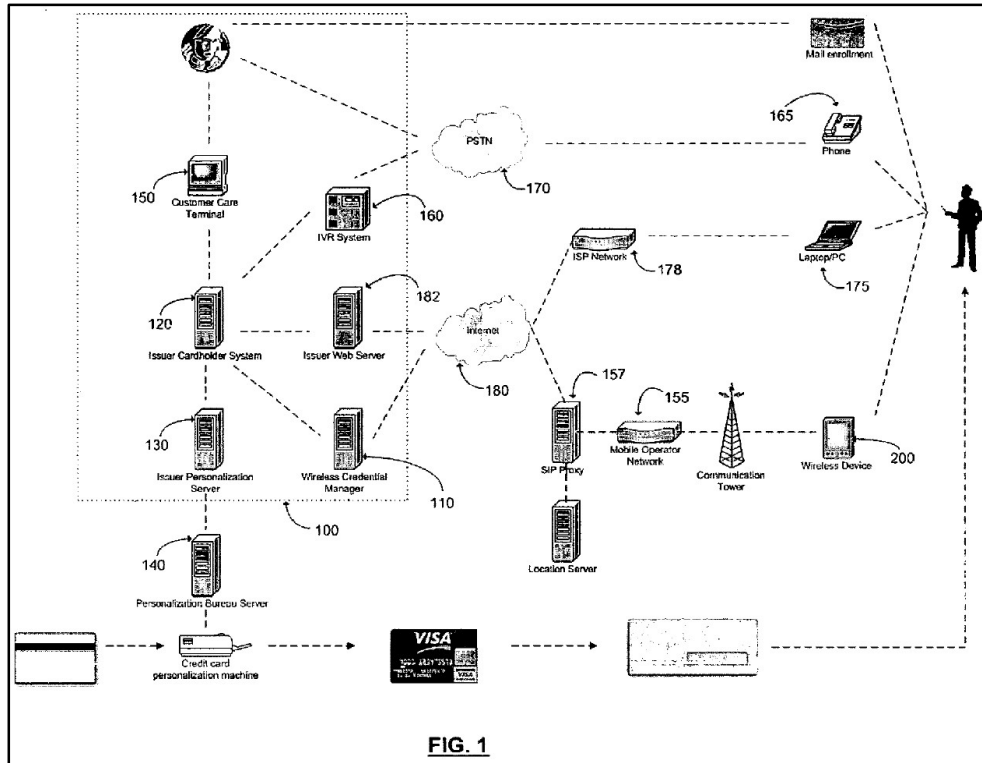 Mail enrollment
165
Phone
PSTN
170
150
Customer Care
Terminal
160
IVR System
ISP Network
178
Laptop/PC
175
120
182
Issuer Cardholder System
Issuer Web Server
Internet
180
157
155
130
Issuer Personalization
Server
Wireless Credential
Manager
110
SIP Proxy
Mobile Operator
Network
Communication
Tower
Wireless Device
200
100
140
Personalization Bureau Server
Location Server
Credit card
personalization machine
VISA
FIG. 1